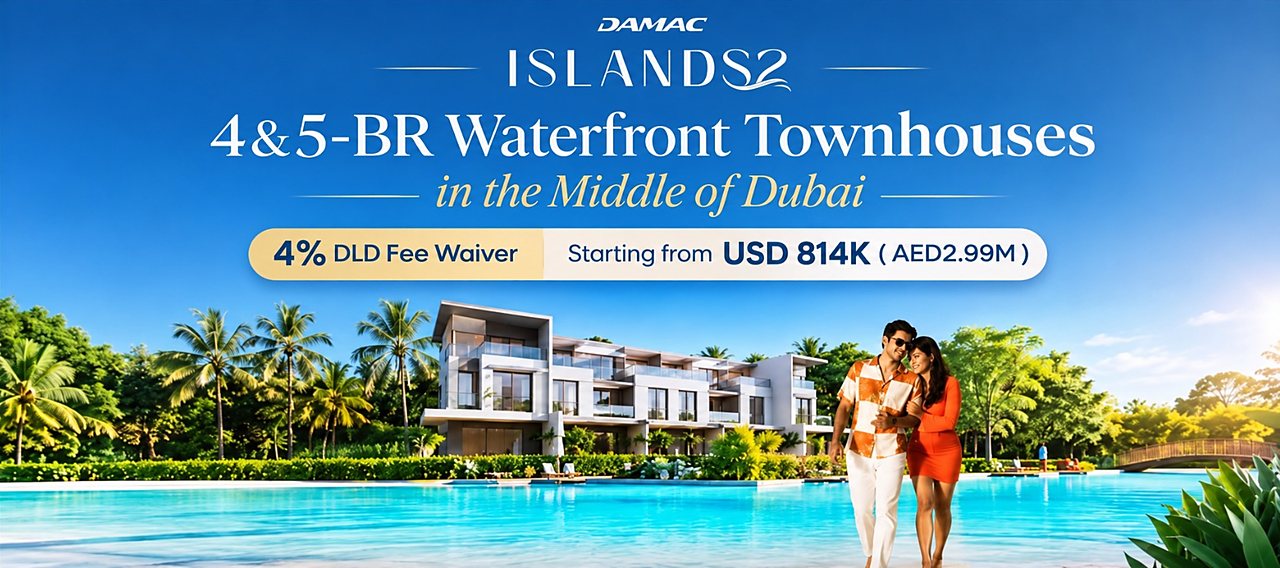 DAMAC
ISLANDS2
4 & 5-BR Waterfront Townhouses
in the Middle of Dubai
4% DLD Fee Waiver Starting from USD 814K ( AED2.99M )